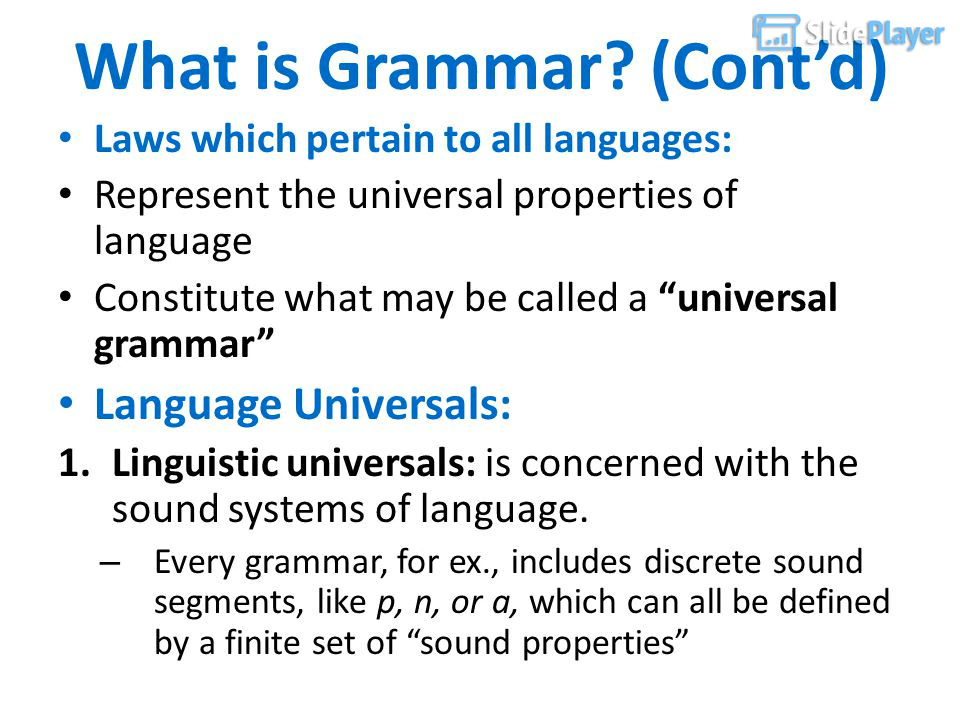 SlidePlayer
What is Grammar? (Cont’d)
• Laws which pertain to all languages:
• Represent the universal properties of
language
• Constitute what may be called a “universal
grammar”
• Language Universals:
1. Linguistic universals: is concerned with the
sound systems of language.
– Every grammar, for ex., includes discrete sound
segments, like p, n, or a, which can all be defined
by a finite set of “sound properties”